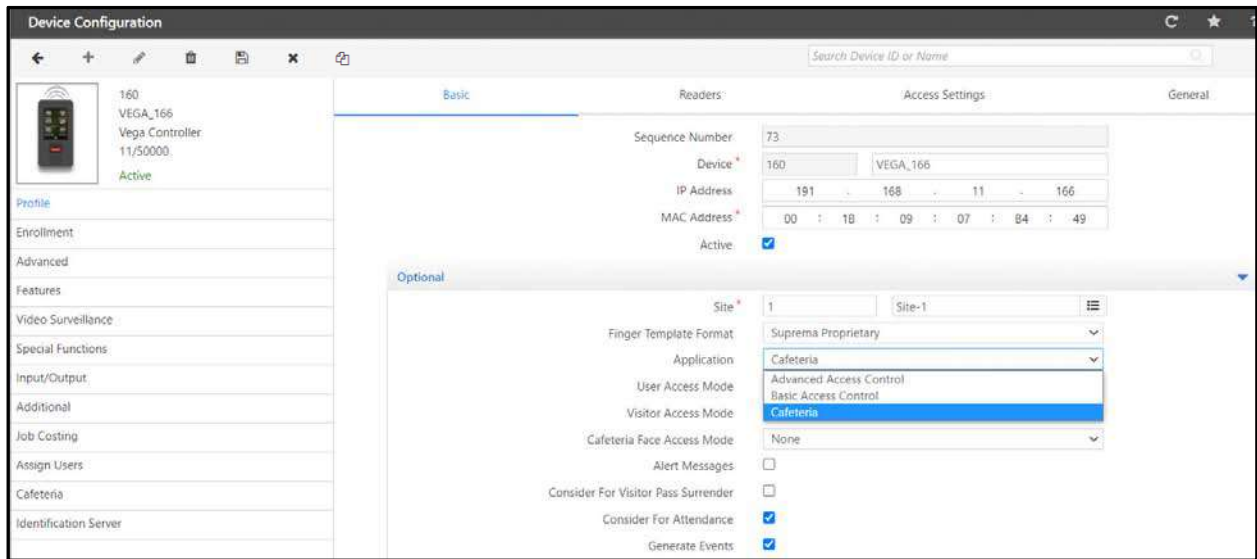 Device Configuration
Search Device ID or Name
160
VEGA_166
Vega Controller
11/50000
Active
Profile
Enrollment
Advanced
Features
Video Surveillance
Special Functions
Input/Output
Additional
Job Costing
Assign Users
Cafeteria
Identification Server
Basic Readers Access Settings General
Sequence Number 73
Device * 160 VEGA_166
IP Address 191 . 168 . 11 . 166
MAC Address * 00 : 1B : 09 : 07 : B4 : 49
Active
Optional
Site * 1 Site-1
Finger Template Format Suprema Proprietary
Application Cafeteria
Advanced Access Control
User Access Mode
Basic Access Control
Visitor Access Mode
Cafeteria
Cafeteria Face Access Mode None
Alert Messages
Consider For Visitor Pass Surrender
Consider For Attendance
Generate Events